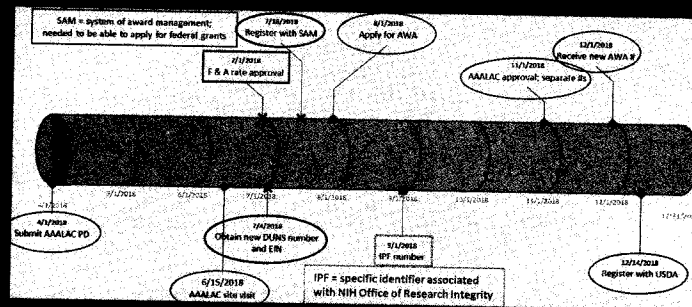 SAM = system of award management;
needed to be able to apply for federal grants
7/18/2018
Register with SAM
8/1/2018
Apply for AWA
7/1/2018
F & A rate approval
11/1/2018
AAALAC approval; separate #s
12/1/2018
Receive new AWA #
4/1/2018
5/1/2018
6/1/2018
7/1/2018
8/1/2018
9/1/2018
10/1/2018
11/1/2018
12/1/2018
4/1/2018
Submit AAALAC PD
6/15/2018
AAALAC site visit
7/4/2018
Obtain new DUNS number
and EIN
9/1/2018
IPF number
IPF = specific identifier associated
with NIH Office of Research Integrity
12/14/2018
Register with USDA